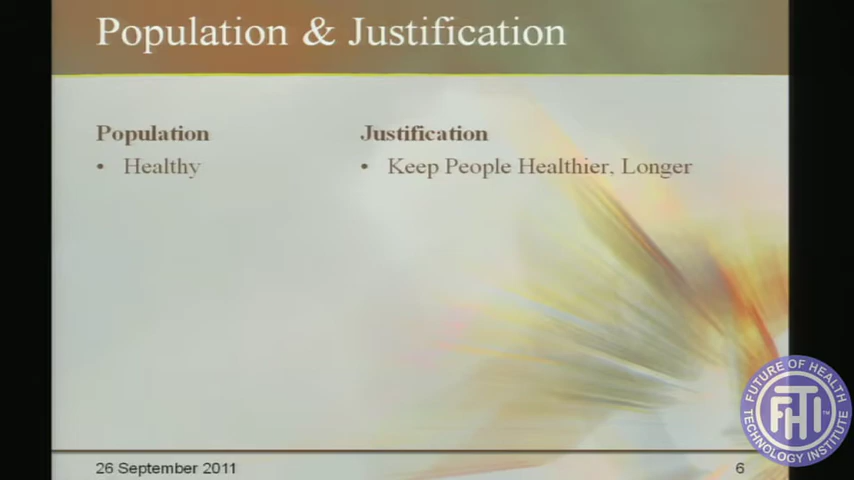 Population & Justification
Population
• Healthy
Justification
• Keep People Healthier, Longer
26 September 2011
6
FUTURE OF HEALTH
TECHNOLOGY INSTITUTE
FHTI
TM